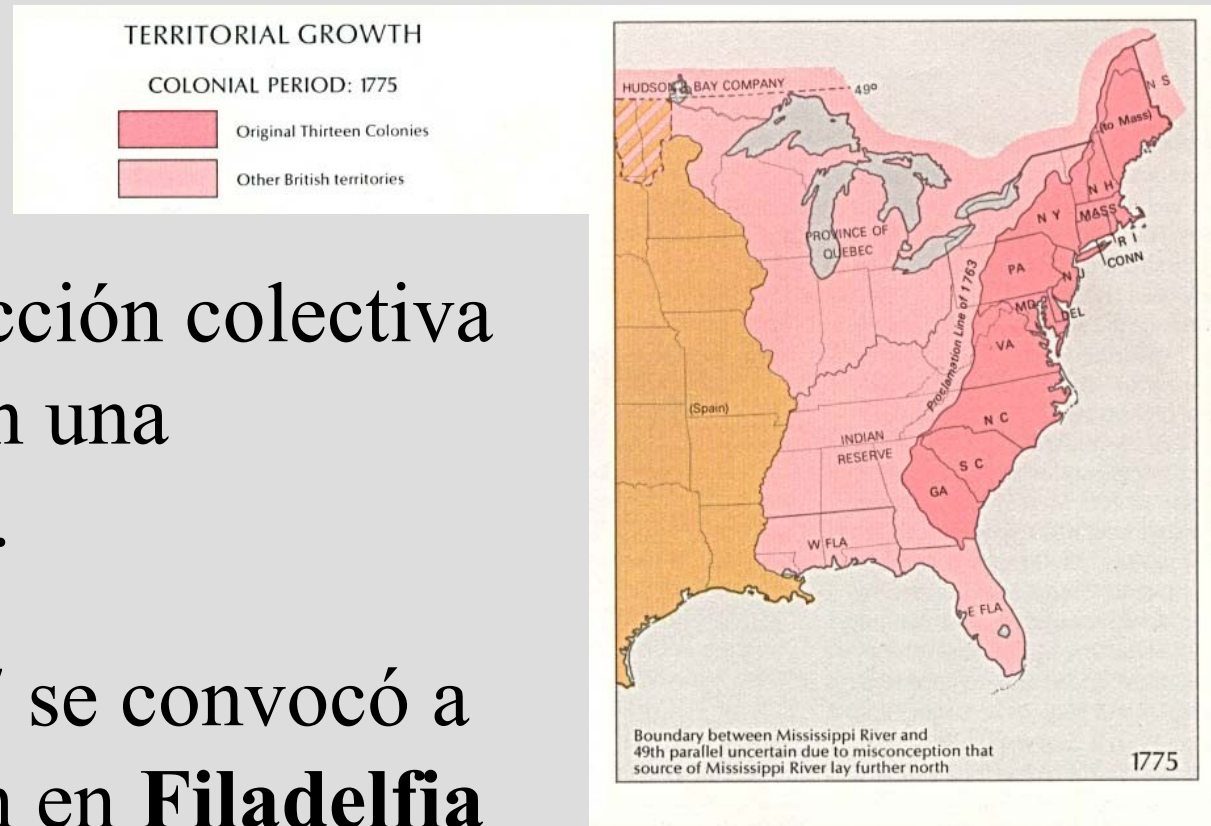 TERRITORIAL GROWTH
COLONIAL PERIOD: 1775
Original Thirteen Colonies
Other British territories
cción colectiva
n una
.
se convocó a
n en Filadelfia
HUDSON BAY COMPANY
49º
N S
(to Mass)
N H
N Y
MASS
R I
CONN
PROVINCE OF
QUEBEC
PA
N J
MD
DEL
VA
Proclamation Line of 1763
(Spain)
N C
INDIAN
RESERVE
S C
GA
W FLA
E FLA
Boundary between Mississippi River and
49th parallel uncertain due to misconception that
source of Mississippi River lay further north
1775